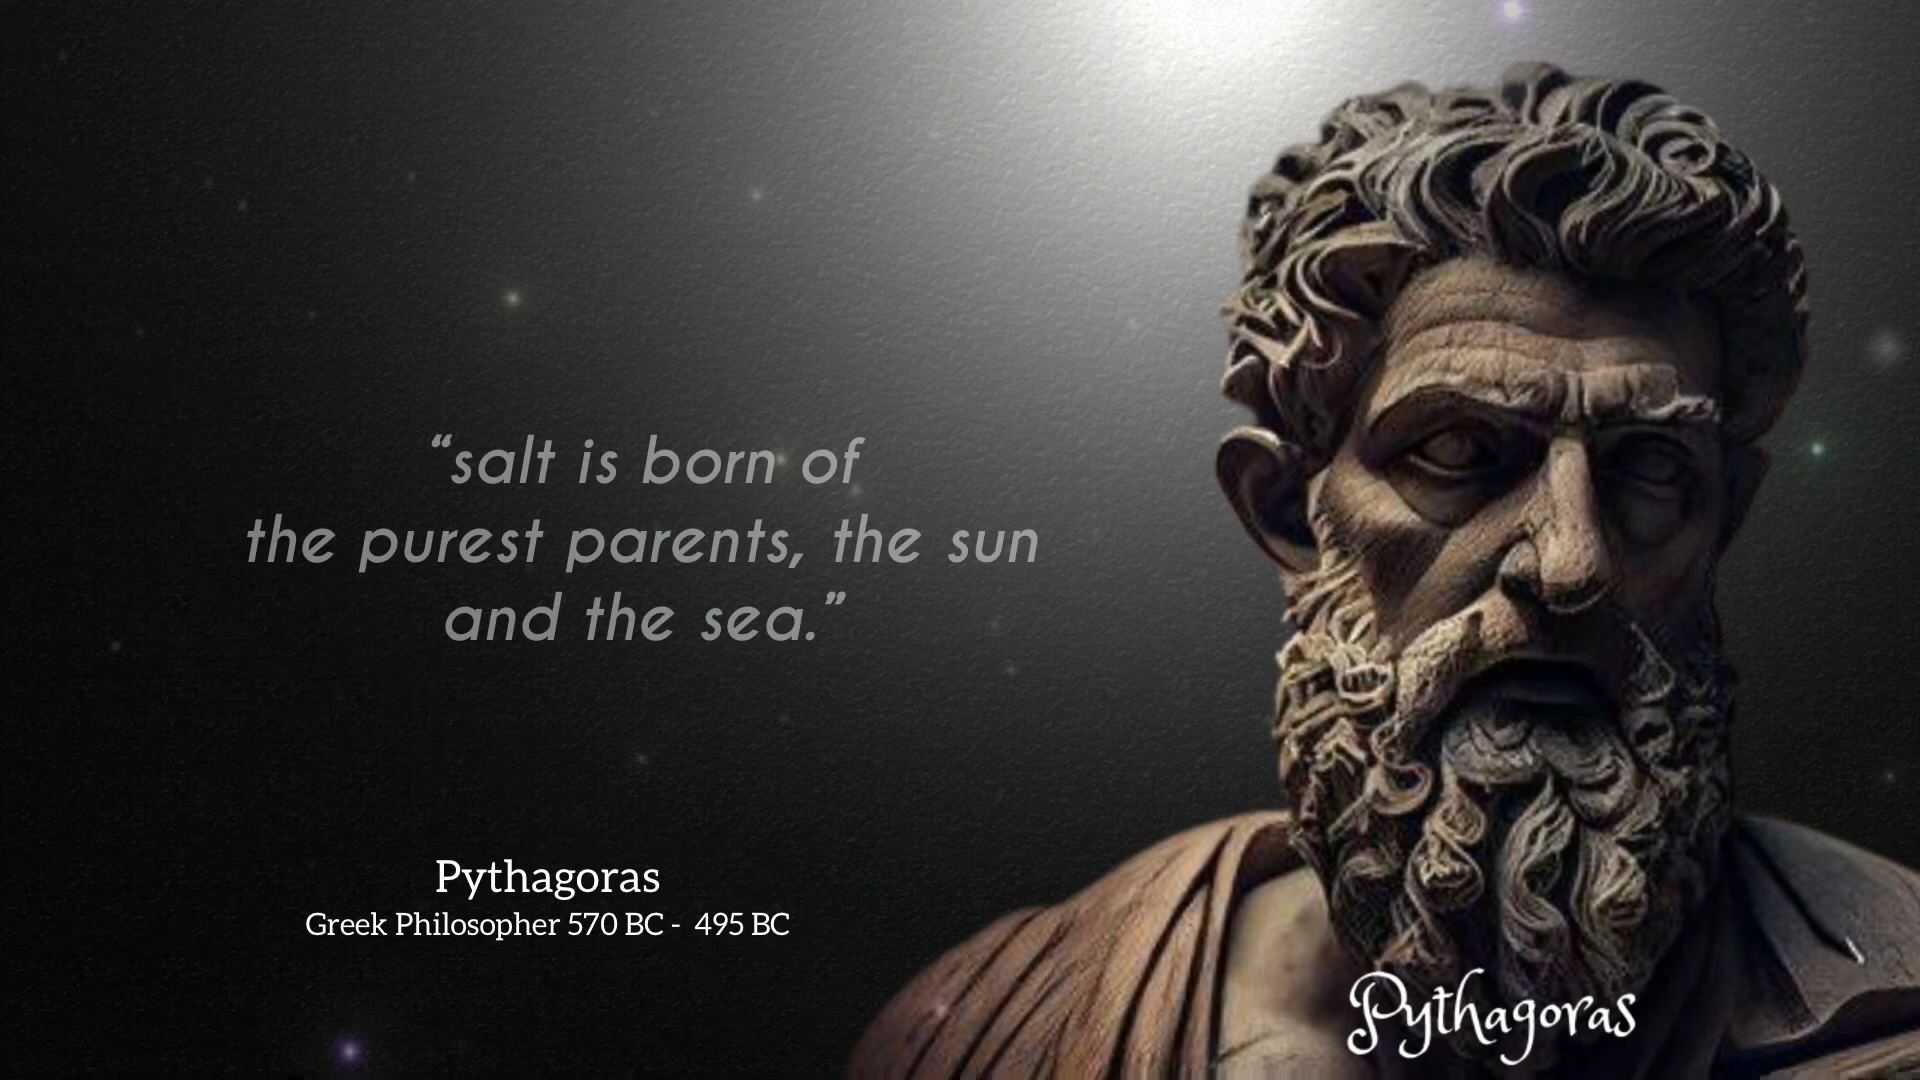 “salt is born of
the purest parents, the sun
and the sea.”
Pythagoras
Greek Philosopher 570 BC -  495 BC
Pythagoras